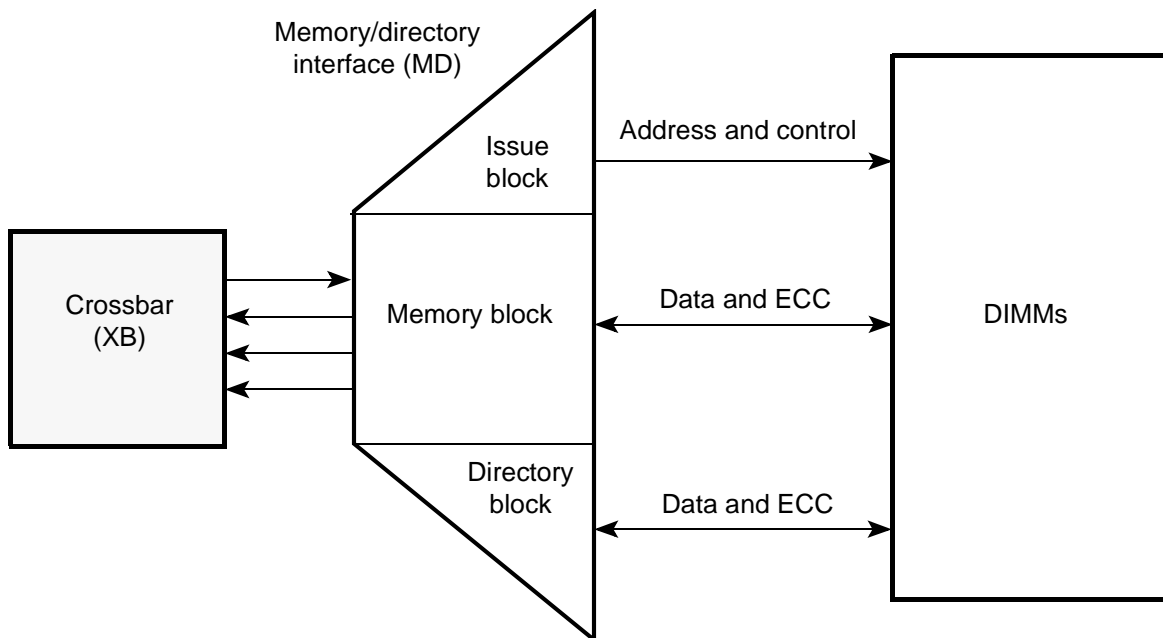 Memory/directory
interface (MD)
Issue
block
Address and control
Crossbar
(XB)
Memory block
Data and ECC
DIMMs
Directory
block
Data and ECC